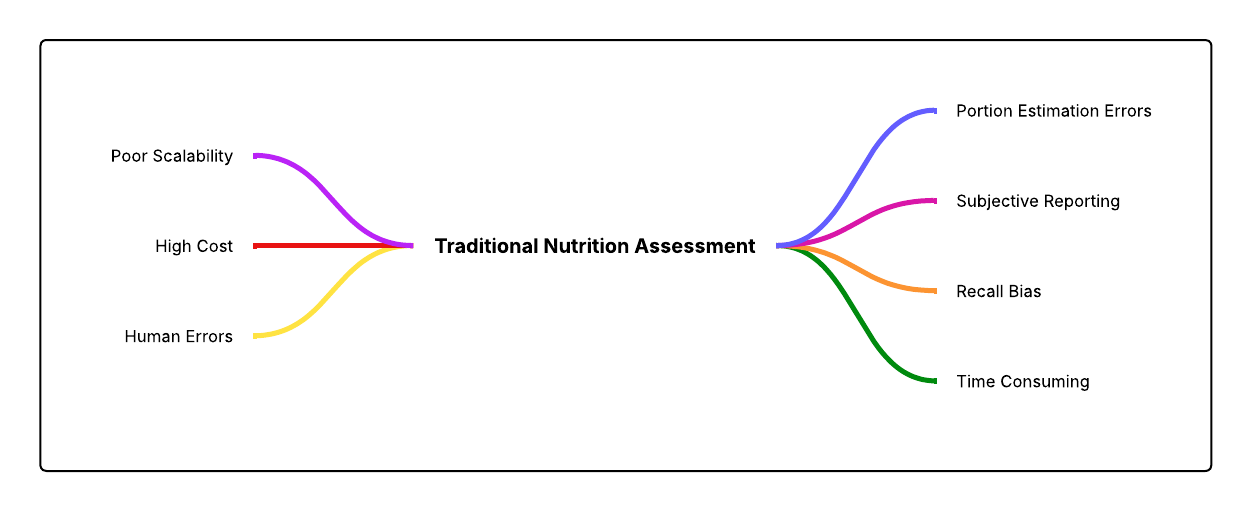 Poor Scalability
High Cost
Human Errors
Traditional Nutrition Assessment
Portion Estimation Errors
Subjective Reporting
Recall Bias
Time Consuming